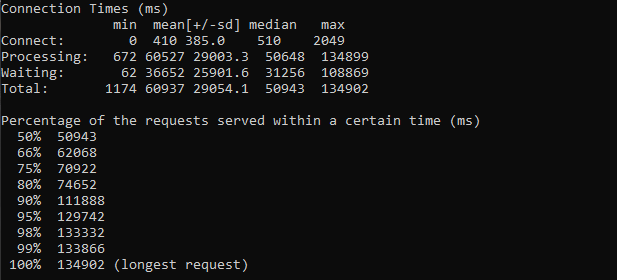 Connection Times (ms)
              min  mean[+/-sd] median   max
Connect:        0  410 385.0    510    2049
Processing:   672 60527 29003.3  50648  134899
Waiting:       62 36652 25901.6  31256  108869
Total:       1174 60937 29054.1  50943  134902

Percentage of the requests served within a certain time (ms)
  50%  50943
  66%  62068
  75%  70922
  80%  74652
  90%  111888
  95%  129742
  98%  133332
  99%  133866
 100%  134902 (longest request)